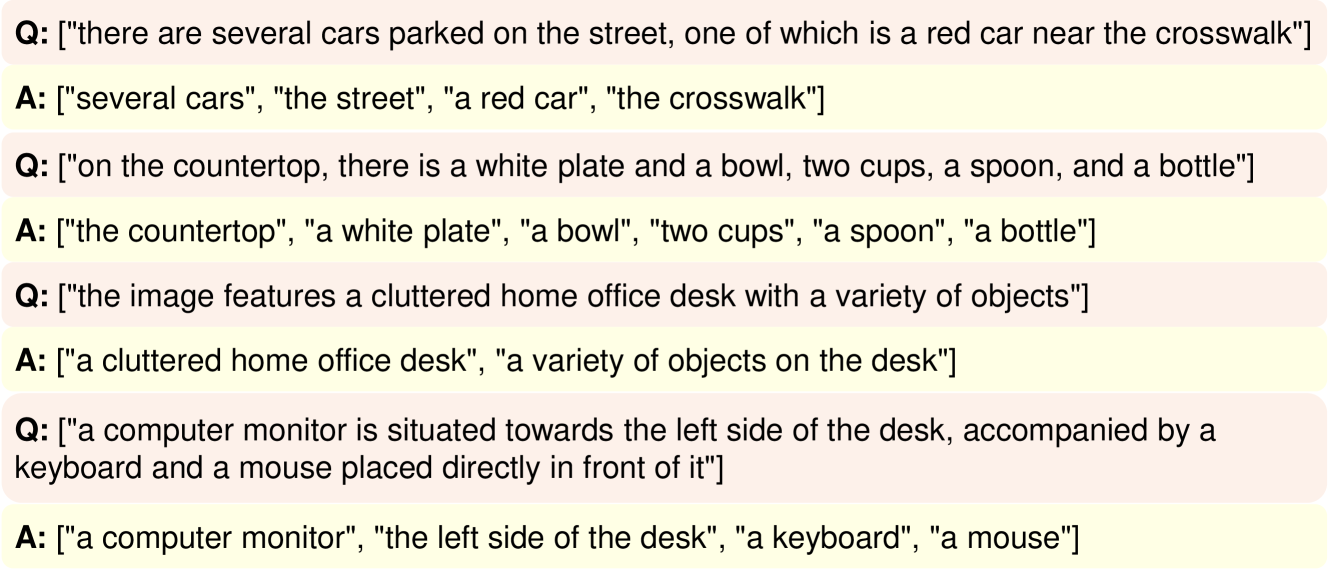 Q: ["there are several cars parked on the street, one of which is a red car near the crosswalk"]
A: ["several cars", "the street", "a red car", "the crosswalk"]
Q: ["on the countertop, there is a white plate and a bowl, two cups, a spoon, and a bottle"]
A: ["the countertop", "a white plate", "a bowl", "two cups", "a spoon", "a bottle"]
Q: ["the image features a cluttered home office desk with a variety of objects"]
A: ["a cluttered home office desk", "a variety of objects on the desk"]
Q: ["a computer monitor is situated towards the left side of the desk, accompanied by a
keyboard and a mouse placed directly in front of it"]
A: ["a computer monitor", "the left side of the desk", "a keyboard", "a mouse"]